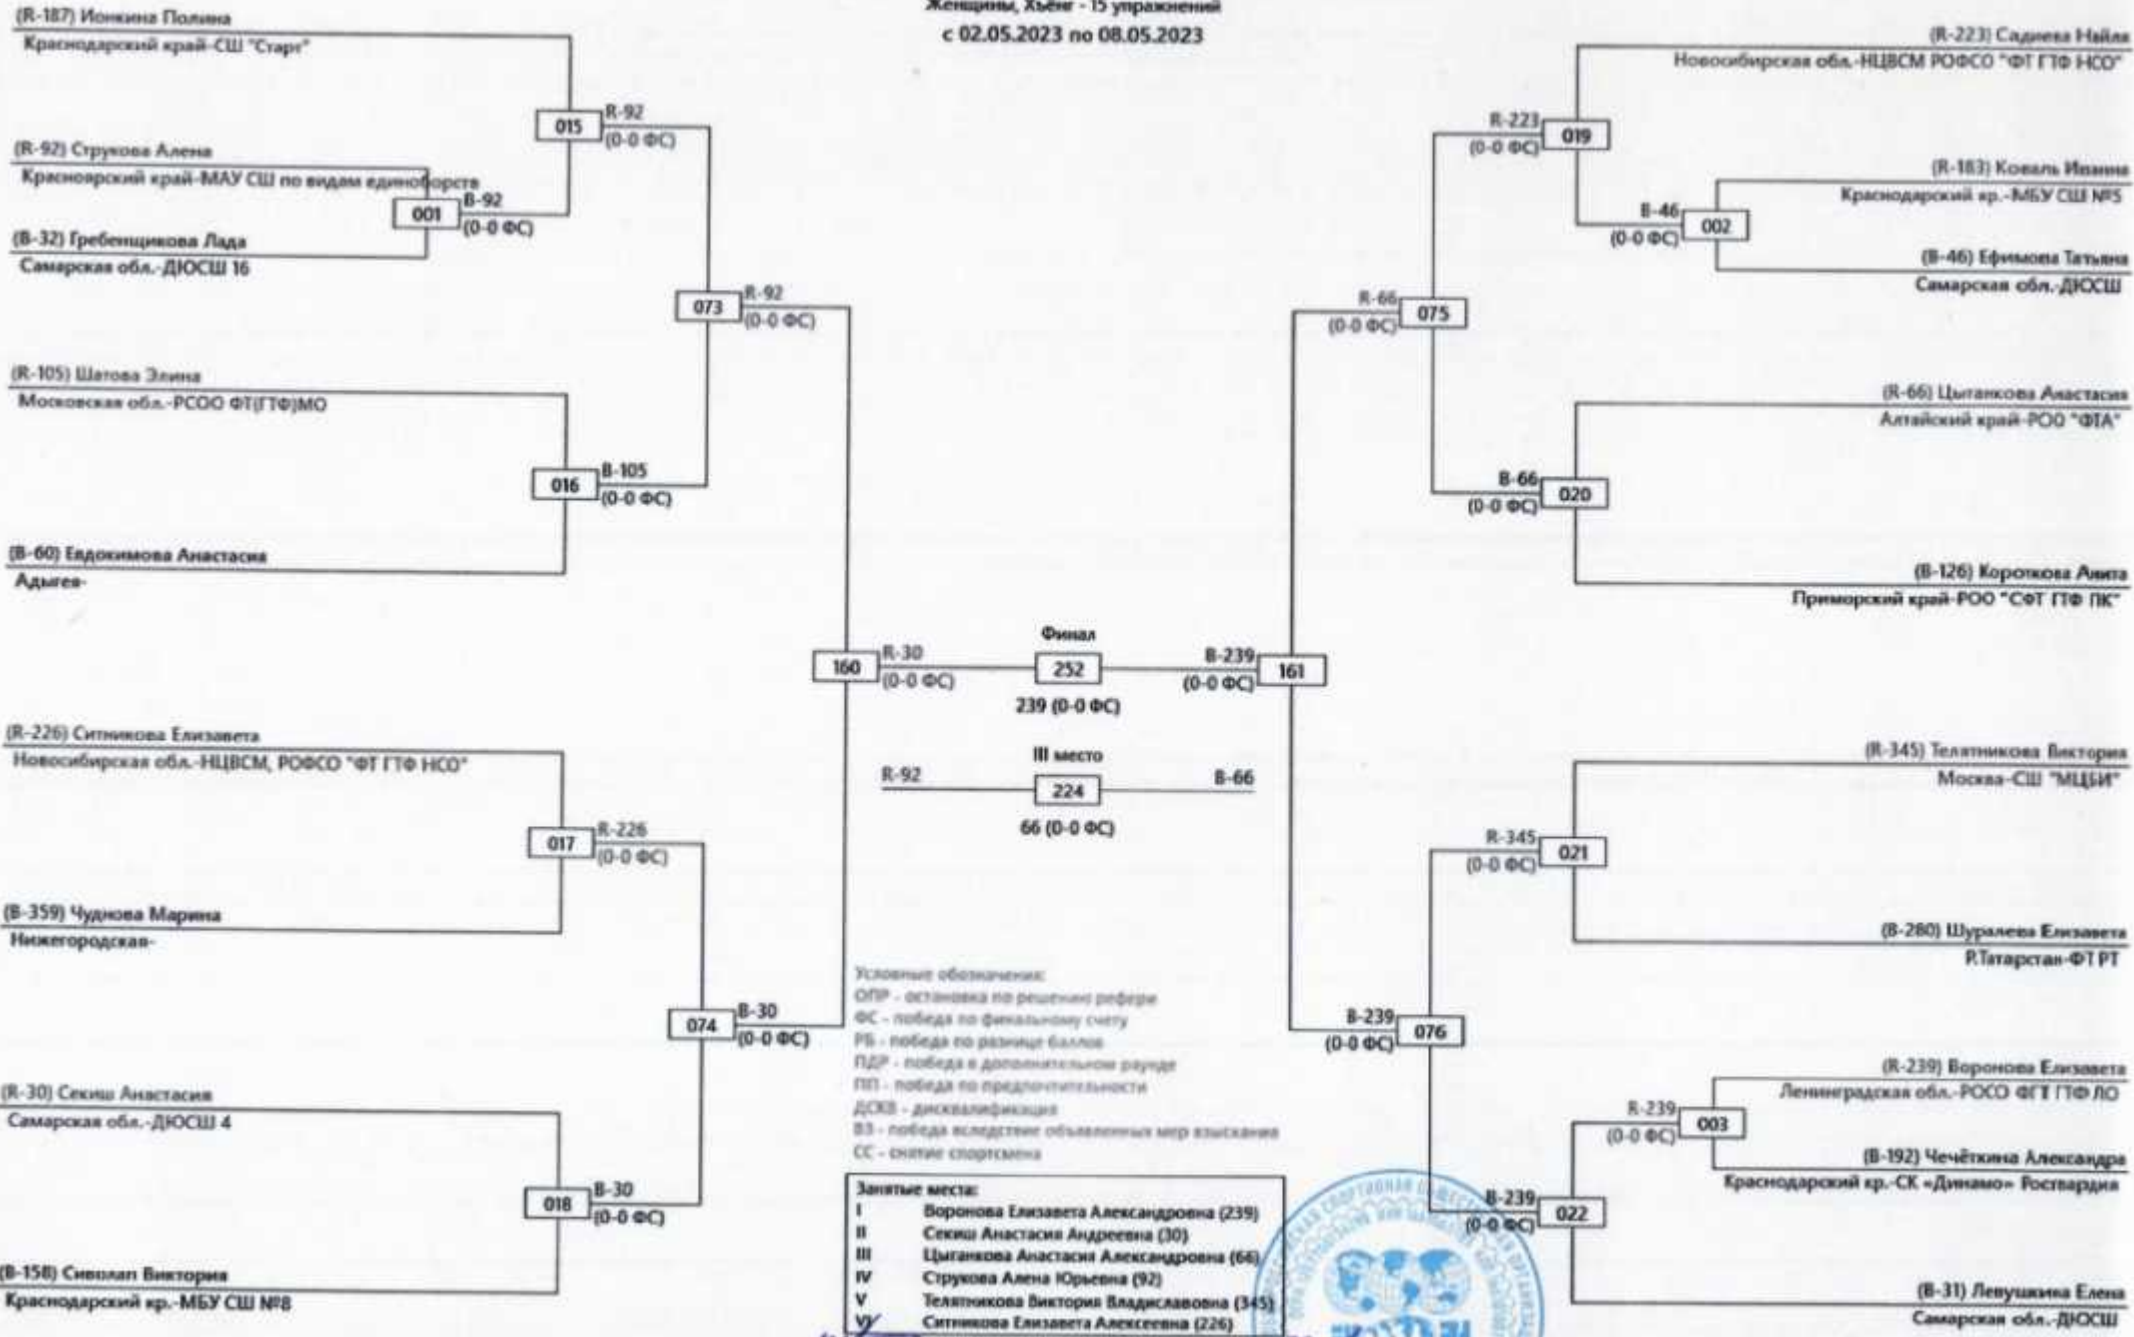 Женщины, Хъёнг - 15 упражнений
с 02.05.2023 по 08.05.2023
(R-187) Ионкина Полина
Краснодарский край-СШ "Старт"
015
R-92
(0-0 ФС)
(R-92) Струкова Алена
Красноярский край-МАУ СШ по видам единоборств
001
B-92
(0-0 ФС)
(B-32) Гребенщикова Лада
Самарская обл.-ДЮСШ 16
073
R-92
(0-0 ФС)
(R-105) Шатова Элина
Московская обл.-РСОО ФТ(ГТФ)МО
016
B-105
(0-0 ФС)
(B-60) Евдокимова Анастасия
Адыгея-
160
R-30
(0-0 ФС)
(R-226) Ситникова Елизавета
Новосибирская обл.-НЦВСМ, РОФСО "ФТ ГТФ НСО"
017
R-226
(0-0 ФС)
(B-359) Чуднова Марина
Нижегородская-
074
B-30
(0-0 ФС)
(R-30) Секиш Анастасия
Самарская обл.-ДЮСШ 4
018
B-30
(0-0 ФС)
(B-158) Сиволап Виктория
Краснодарский кр.-МБУ СШ №8
Финал
252
239 (0-0 ФС)
III место
R-92
224
B-66
66 (0-0 ФС)
(R-223) Садиева Найла
Новосибирская обл.-НЦВСМ РОФСО "ФТ ГТФ НСО"
R-223
(0-0 ФС)
019
(R-183) Коваль Иванна
Краснодарский кр.-МБУ СШ №5
B-46
(0-0 ФС)
002
(B-46) Ефимова Татьяна
Самарская обл.-ДЮСШ
R-66
(0-0 ФС)
075
(R-66) Цыганкова Анастасия
Алтайский край-РОО "ФТА"
B-66
(0-0 ФС)
020
(B-126) Короткова Анита
Приморский край-РОО "СФТ ГТФ ПК"
B-239
(0-0 ФС)
161
(R-345) Телятникова Виктория
Москва-СШ "МЦБИ"
R-345
(0-0 ФС)
021
(B-280) Шуралева Елизавета
Р.Татарстан-ФТ РТ
B-239
(0-0 ФС)
076
(R-239) Воронова Елизавета
Ленинградская обл.-РОСО ФГТ ГТФ ЛО
R-239
(0-0 ФС)
003
(B-192) Чечёткина Александра
Краснодарский кр.-СК «Динамо» Росгвардия
B-239
(0-0 ФС)
022
(B-31) Левушкина Елена
Самарская обл.-ДЮСШ
Условные обозначения:
ОПР - остановка по решению рефери
ФС - победа по финальному счету
РБ - победа по разнице баллов
ПДР - победа в дополнительном раунде
ПП - победа по предпочтительности
ДСКВ - дисквалификация
ВЗ - победа вследствие объявленных мер взыскания
СС - снятие спортсмена
Занятые места:
I Воронова Елизавета Александровна (239)
II Секиш Анастасия Андреевна (30)
III Цыганкова Анастасия Александровна (66)
IV Струкова Алена Юрьевна (92)
V Телятникова Виктория Владиславовна (345)
VI Ситникова Елизавета Алексеевна (226)